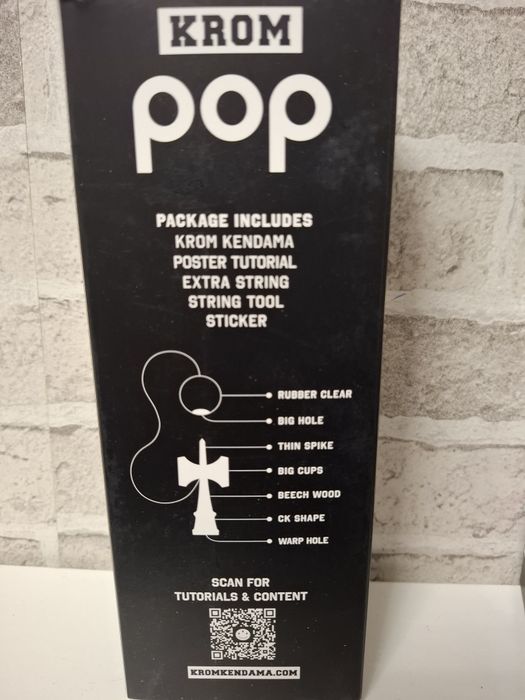 KROM
pop
PACKAGE INCLUDES
KROM KENDAMA
POSTER TUTORIAL
EXTRA STRING
STRING TOOL
STICKER
RUBBER CLEAR
BIG HOLE
THIN SPIKE
BIG CUPS
BEECH WOOD
CK SHAPE
WARP HOLE
SCAN FOR
TUTORIALS & CONTENT
KROMKENDAMA.COM